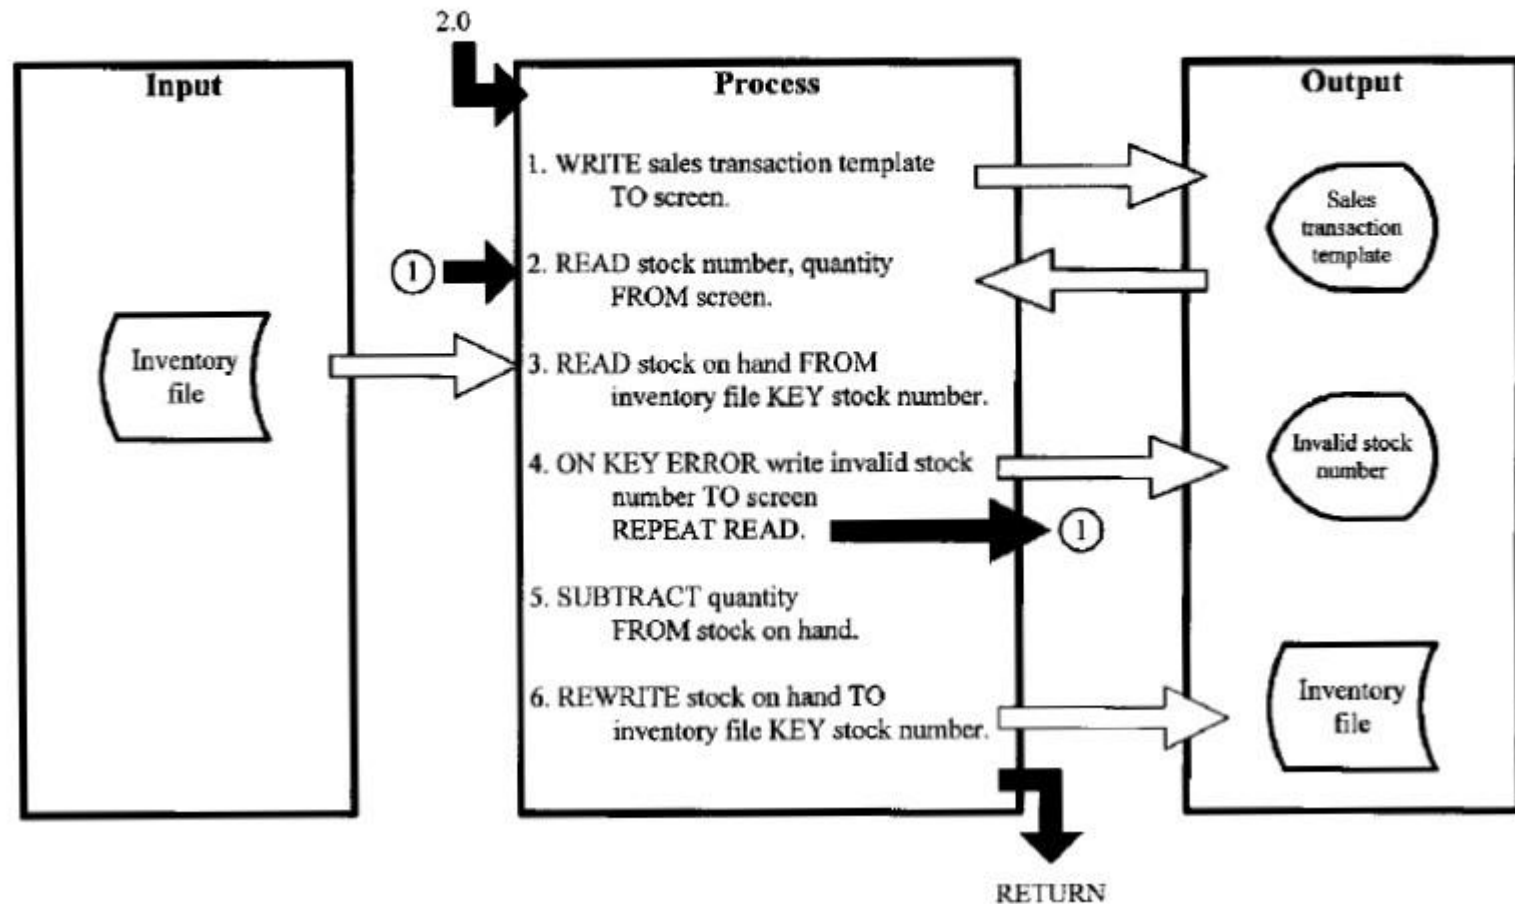 2.0
Input
Inventory
file
Process
1. WRITE sales transaction template
TO screen.
1
2. READ stock number, quantity
FROM screen.
3. READ stock on hand FROM
inventory file KEY stock number.
4. ON KEY ERROR write invalid stock
number TO screen
REPEAT READ.
1
5. SUBTRACT quantity
FROM stock on hand.
6. REWRITE stock on hand TO
inventory file KEY stock number.
RETURN
Output
Sales
transaction
template
Invalid stock
number
Inventory
file